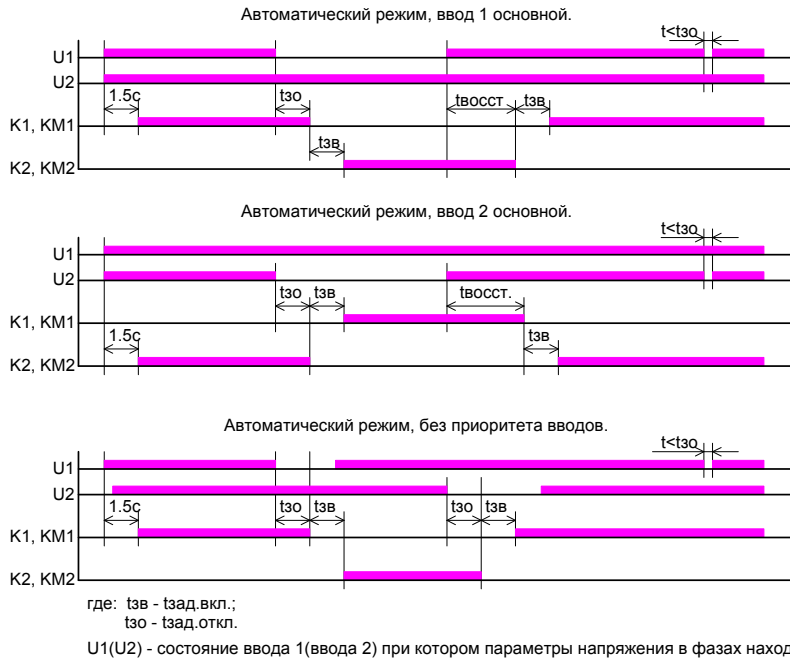 Автоматический режим, ввод 1 основной.
t<tзо
U1
U2
1.5с tзо tвосст tзв
K1, KM1
tзв
K2, KM2
Автоматический режим, ввод 2 основной.
t<tзо
U1
U2
tзо tзв tвосст.
K1, KM1
1.5с tзв
K2, KM2
Автоматический режим, без приоритета вводов.
t<tзо
U1
U2
1.5с tзо tзв tзо tзв
K1, KM1
K2, KM2
где: tзв - tзад.вкл.;
tзо - tзад.откл.
U1(U2) - состояние ввода 1(ввода 2) при котором параметры напряжения в фазах наход